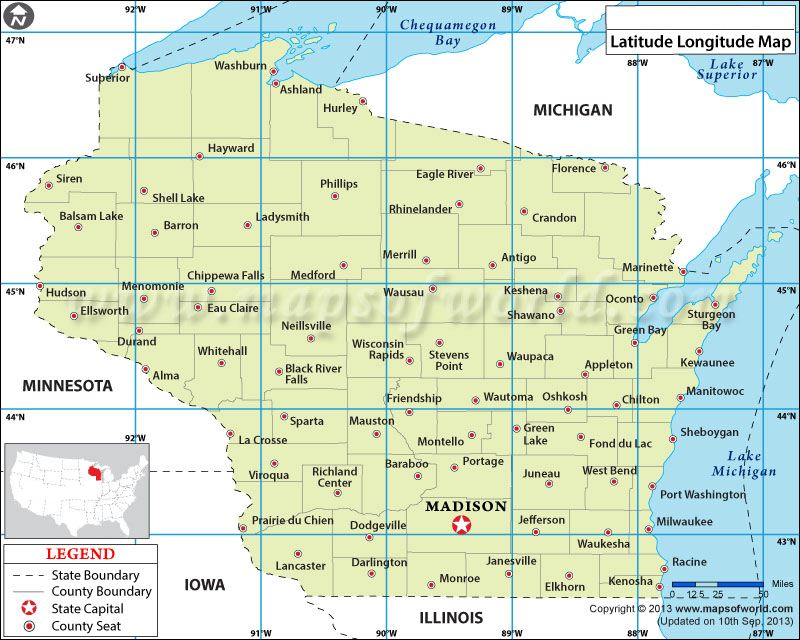 N
47°N
92°W
91°W
90°W
89°W
Chequamegon
Bay
Latitude Longitude Map
88°W
87°W
Lake
Superior
Superior
Washburn
Ashland
Hurley
MICHIGAN
Hayward
46°N
46°N
Siren
Shell Lake
Phillips
Eagle River
Florence
Balsam Lake
Barron
Ladysmith
Rhinelander
Crandon
Merrill
Antigo
Marinette
Medford
Chippewa Falls
45°N
45°N
Hudson
Menomonie
Wausau
Keshena
Oconto
www.mapsofworld.com
Ellsworth
Eau Claire
Shawano
Sturgeon
Bay
Durand
Neillsville
Green Bay
Whitehall
Wisconsin
Rapids
Stevens
Point
Waupaca
Kewaunee
MINNESOTA
Alma
Black River
Falls
Appleton
Friendship
Wautoma
Oshkosh
Chilton
Manitowoc
44°N
44°N
92°W
Sparta
Mauston
La Crosse
Montello
Green
Lake
Fond du Lac
Sheboygan
Lake
Michigan
Viroqua
Richland
Center
Baraboo
Portage
Juneau
West Bend
Port Washington
MADISON
Prairie du Chien
Dodgeville
Jefferson
Milwaukee
Waukesha
43°N
LEGEND
State Boundary
County Boundary
State Capital
County Seat
Lancaster
Darlington
Janesville
Racine
IOWA
Monroe
Elkhorn
Kenosha
0 12.5 25 50 Miles
ILLINOIS
Copyright © 2013 www.mapsofworld.com
(Updated on 10th Sep, 2013)
91°W
90°W
89°W
88°W
87°W